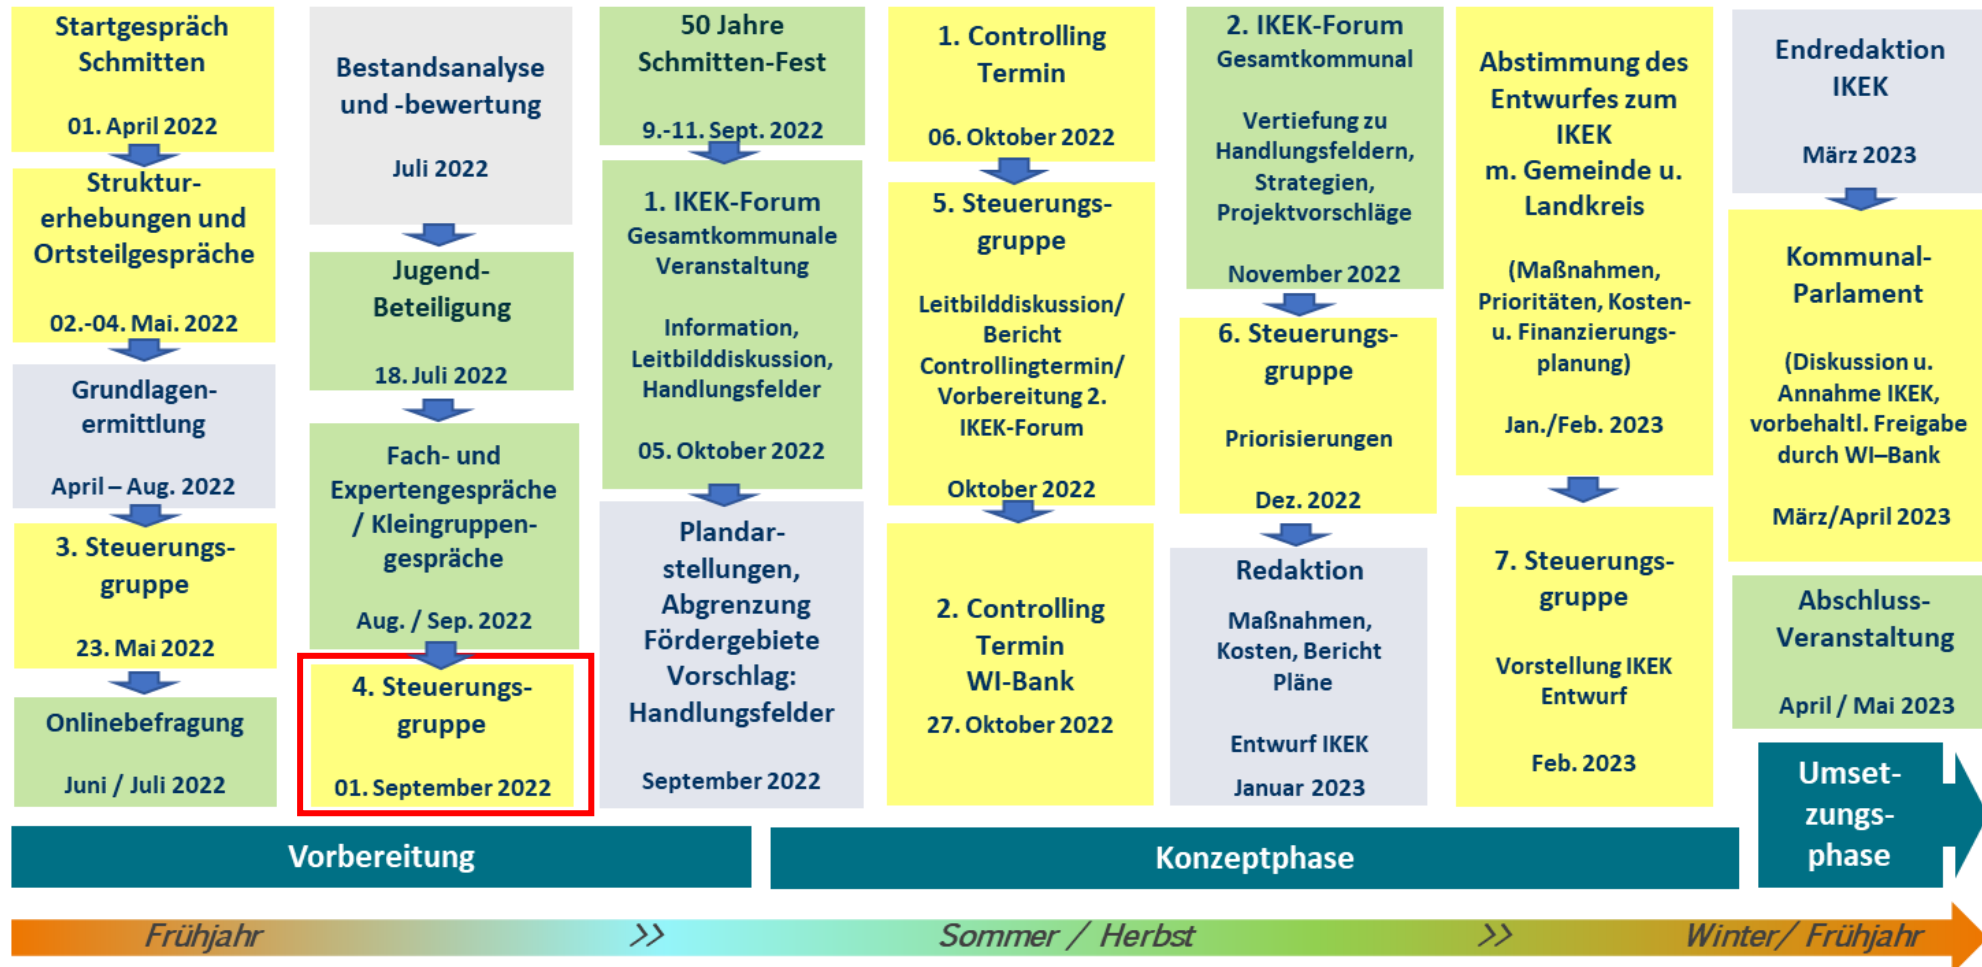 Startgespräch
Schmitten
01. April 2022
Struktur-
erhebungen und
Ortsteilgespräche
02.-04. Mai. 2022
Grundlagen-
ermittlung
April – Aug. 2022
3. Steuerungs-
gruppe
23. Mai 2022
Onlinebefragung
Juni / Juli 2022
Bestandsanalyse
und -bewertung
Juli 2022
Jugend-
Beteiligung
18. Juli 2022
Fach- und
Expertengespräche
/ Kleingruppen-
gespräche
Aug. / Sep. 2022
4. Steuerungs-
gruppe
01. September 2022
50 Jahre
Schmitten-Fest
9.-11. Sept. 2022
1. IKEK-Forum
Gesamtkommunale
Veranstaltung
Information,
Leitbilddiskussion,
Handlungsfelder
05. Oktober 2022
Plandar-
stellungen,
Abgrenzung
Fördergebiete
Vorschlag:
Handlungsfelder
September 2022
1. Controlling
Termin
06. Oktober 2022
5. Steuerungs-
gruppe
Leitbilddiskussion/
Bericht
Controllingtermin/
Vorbereitung 2.
IKEK-Forum
Oktober 2022
2. Controlling
Termin
WI-Bank
27. Oktober 2022
2. IKEK-Forum
Gesamtkommunal
Vertiefung zu
Handlungsfeldern,
Strategien,
Projektvorschläge
November 2022
6. Steuerungs-
gruppe
Priorisierungen
Dez. 2022
Redaktion
Maßnahmen,
Kosten, Bericht
Pläne
Entwurf IKEK
Januar 2023
Abstimmung des
Entwurfes zum
IKEK
m. Gemeinde u.
Landkreis
(Maßnahmen,
Prioritäten, Kosten-
u. Finanzierungs-
planung)
Jan./Feb. 2023
7. Steuerungs-
gruppe
Vorstellung IKEK
Entwurf
Feb. 2023
Endredaktion
IKEK
März 2023
Kommunal-
Parlament
(Diskussion u.
Annahme IKEK,
vorbehaltl. Freigabe
durch WI–Bank
März/April 2023
Abschluss-
Veranstaltung
April / Mai 2023
Vorbereitung
Konzeptphase
Umset-
zungs-
phase
Frühjahr >> Sommer / Herbst >> Winter/ Frühjahr